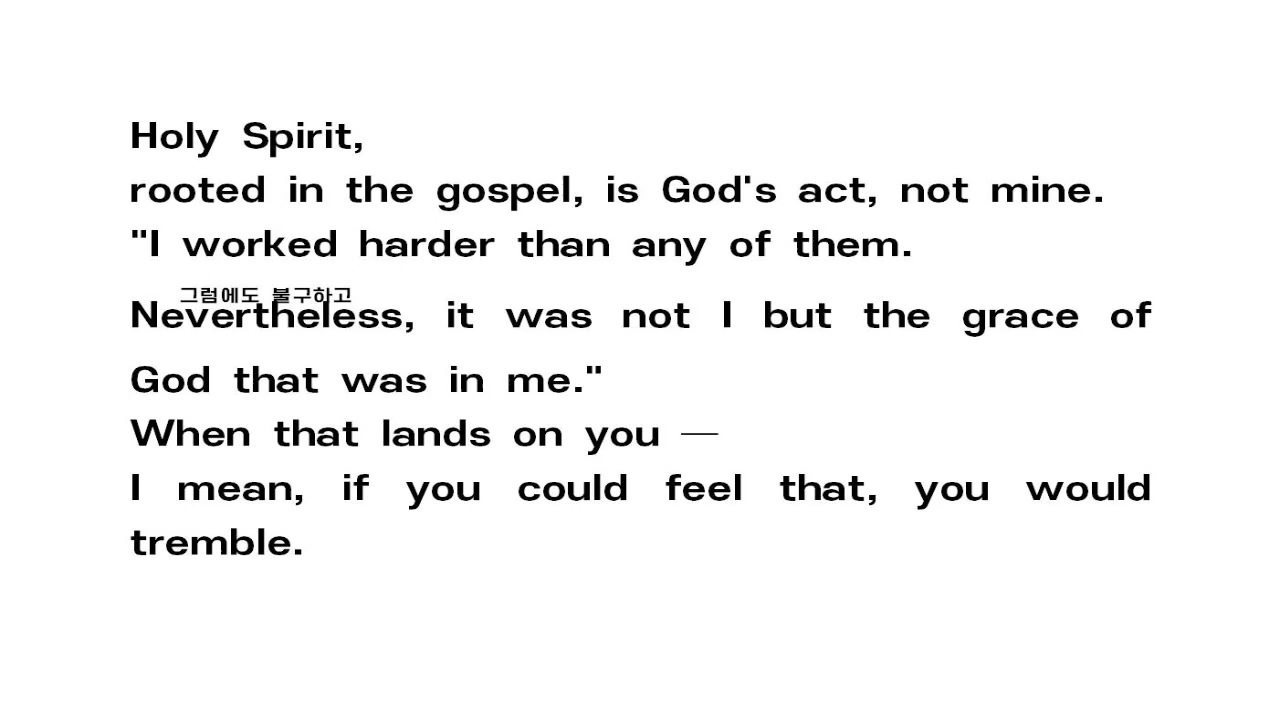 Holy Spirit,
rooted in the gospel, is God's act, not mine.
"I worked harder than any of them.
그럼에도 불구하고
Nevertheless, it was not I but the grace of
God that was in me."
When that lands on you —
I mean, if you could feel that, you would
tremble.